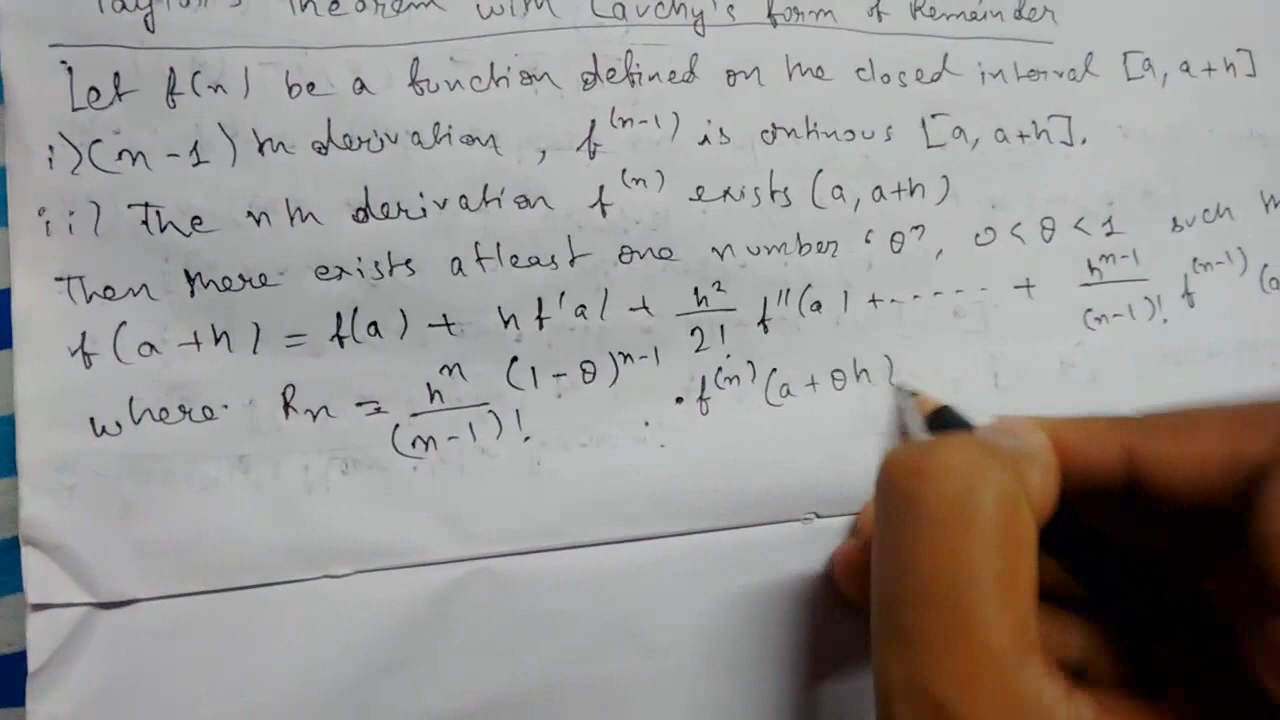 Taylor's Theorem with Cauchy's form of Remainder
Let f(n) be a function defined on the closed interval [a, a+h]
i) (n-1)th derivation, f^(n-1) is ontinous [a, a+h].
ii) The nth derivation f^(n) exists (a, a+h)
Then there exists atleast one number 'θ', 0<θ<1 such
f(a+h) = f(a) + hf'a) + h²/2! f''(a) + ...... + h^(n-1)/(n-1)! f^(n-1)(a
where Rn = h^n/(n-1)! (1-θ)^(n-1) . f^(n)(a+θh)